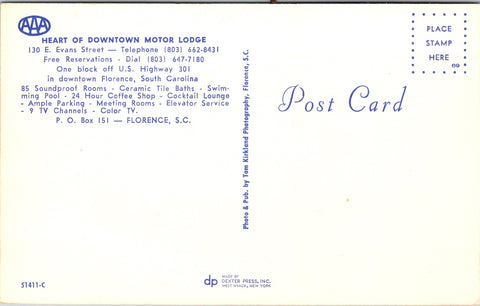 AAA
HEART OF DOWNTOWN MOTOR LODGE
130 E. Evans Street — Telephone (803) 662-8431
Free Reservations - Dial (803) 647-7180
One block off U.S. Highway 301
in downtown Florence, South Carolina
85 Soundproof Rooms - Ceramic Tile Baths - Swim-
ming Pool - 24 Hour Coffee Shop - Cocktail Lounge
- Ample Parking - Meeting Rooms - Elevator Service
- 9 TV Channels - Color TV.
P. O. Box 151 — FLORENCE, S.C.
51411-C
Photo & Pub. by Tom Kirkland Photography, Florence, S.C.
dp
MADE BY
DEXTER PRESS, INC.
WEST NYACK, NEW YORK
Post Card
PLACE
STAMP
HERE